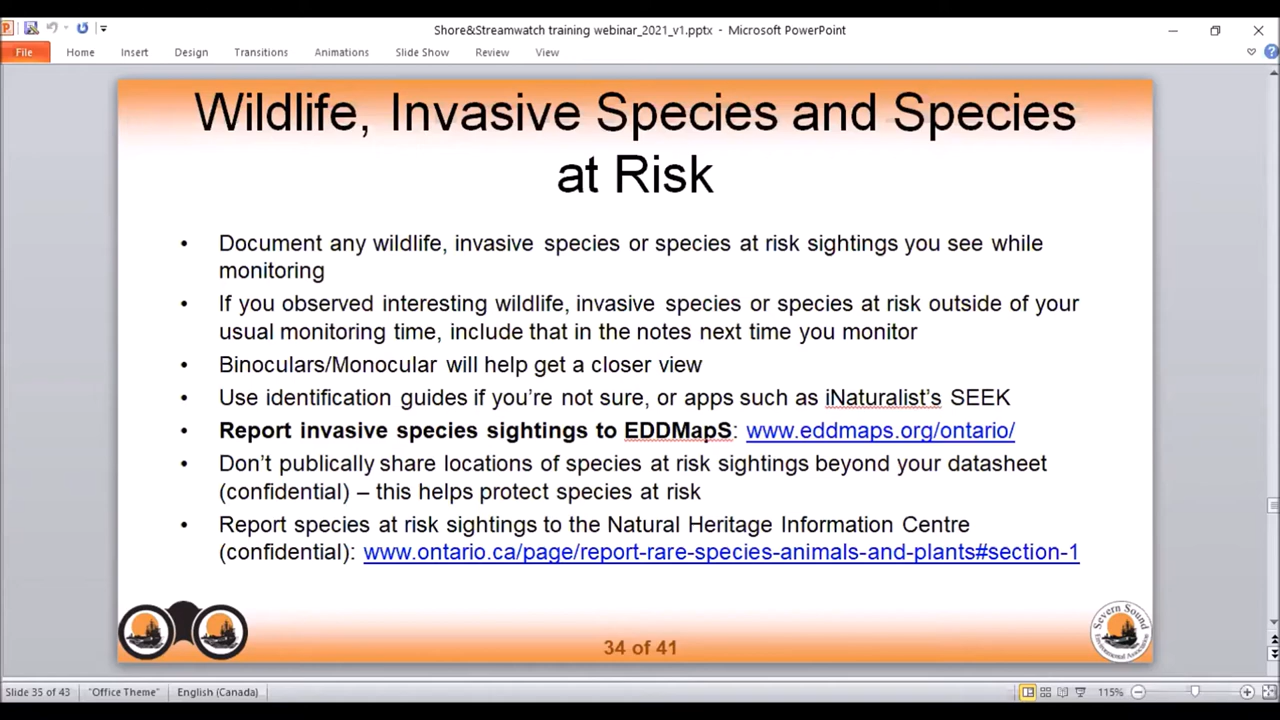 Shore&Streamwatch training webinar_2021_v1.pptx - Microsoft PowerPoint
File Home Insert Design Transitions Animations Slide Show Review View
Wildlife, Invasive Species and Species
at Risk
• Document any wildlife, invasive species or species at risk sightings you see while
monitoring
• If you observed interesting wildlife, invasive species or species at risk outside of your
usual monitoring time, include that in the notes next time you monitor
• Binoculars/Monocular will help get a closer view
• Use identification guides if you’re not sure, or apps such as iNaturalist’s SEEK
• Report invasive species sightings to EDDMapS: www.eddmaps.org/ontario/
• Don’t publically share locations of species at risk sightings beyond your datasheet
(confidential) – this helps protect species at risk
• Report species at risk sightings to the Natural Heritage Information Centre
(confidential): www.ontario.ca/page/report-rare-species-animals-and-plants#section-1
Severn Sound
Environmental Association
34 of 41
Slide 35 of 43 "Office Theme" English (Canada) 115%